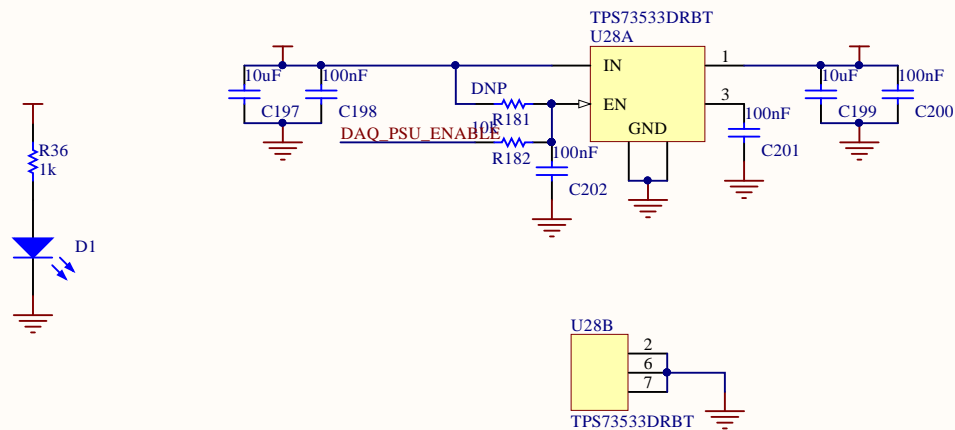 TPS73533DRBT
U28A
10uF
100nF
C197
C198
DNP
R181
10k
DAQ_PSU_ENABLE
R182
100nF
C202
IN
EN
GND
1
3
100nF
C201
10uF
100nF
C199
C200
R36
1k
D1
U28B
2
6
7
TPS73533DRBT